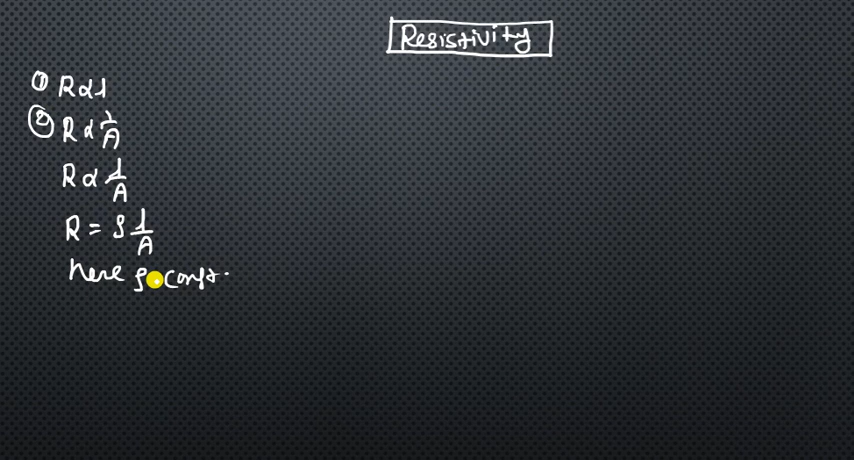 Resistivity
① R α l
② R α 1/A
R α l/A
R = ρ l/A
here ρ = const.